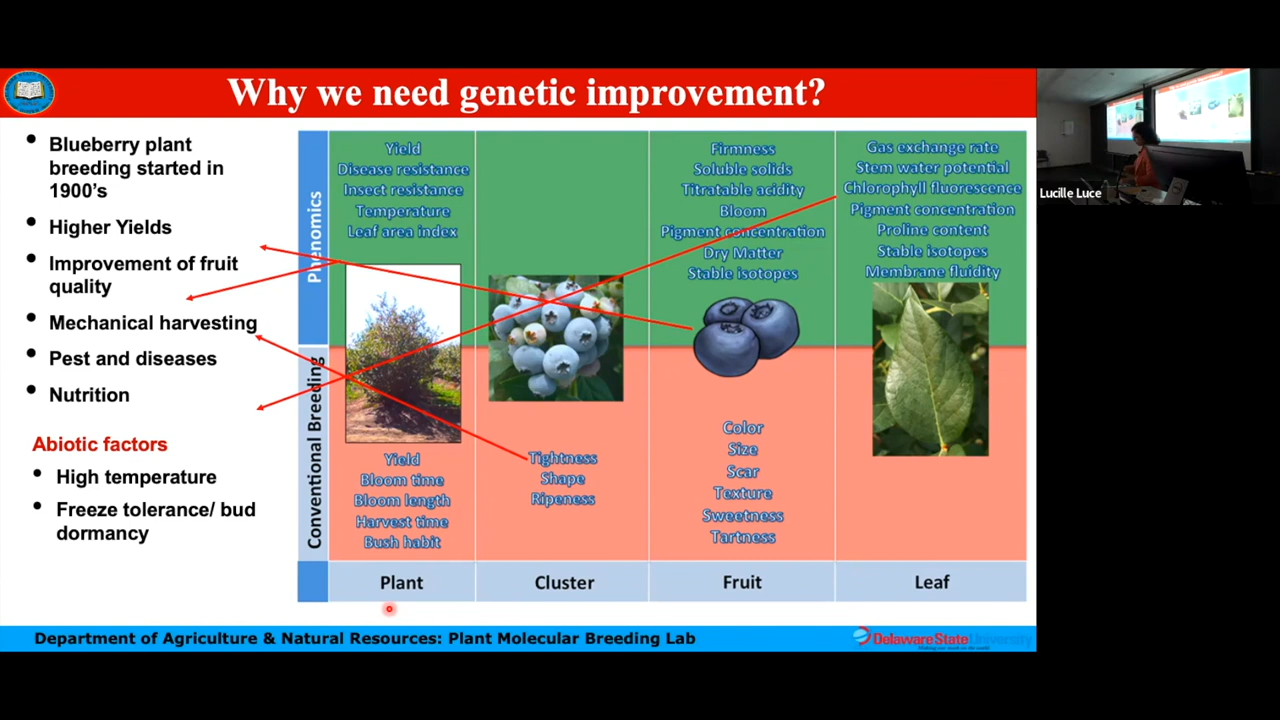 Why we need genetic improvement?
• Blueberry plant
breeding started in
1900's
• Higher Yields
• Improvement of fruit
quality
• Mechanical harvesting
• Pest and diseases
• Nutrition
Abiotic factors
• High temperature
• Freeze tolerance/ bud
dormancy
Phenomics
Yield
Disease resistance
Insect resistance
Temperature
Leaf area index
Firmness
Soluble solids
Titratable acidity
Bloom
Pigment concentration
Dry Matter
Stable isotopes
Gas exchange rate
Stem water potential
Chlorophyll fluorescence
Pigment concentration
Proline content
Stable isotopes
Membrane fluidity
Conventional Breeding
Yield
Bloom time
Bloom length
Harvest time
Bush habit
Tightness
Shape
Ripeness
Color
Size
Scar
Texture
Sweetness
Tartness
Plant
Cluster
Fruit
Leaf
Department of Agriculture & Natural Resources: Plant Molecular Breeding Lab
Delaware State University
Lucille Luce